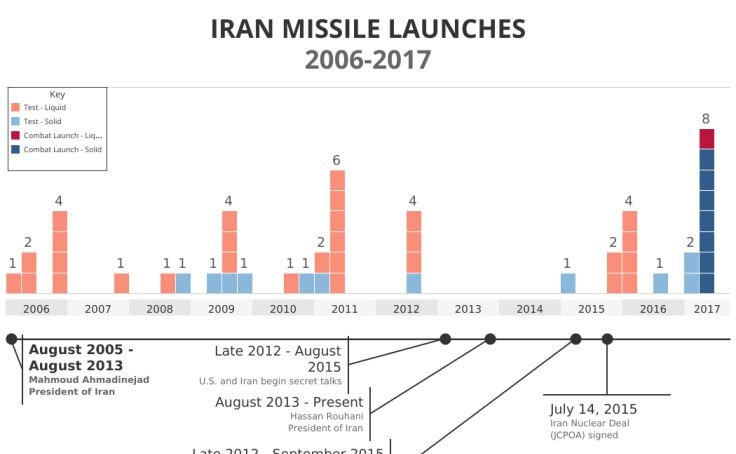 IRAN MISSILE LAUNCHES
2006-2017
Key
Test - Liquid
Test - Solid
Combat Launch - Liq...
Combat Launch - Solid
1
2
4
1
1
1
1
4
1
1
1
2
6
4
1
2
4
1
2
8
2006 2007 2008 2009 2010 2011 2012 2013 2014 2015 2016 2017
August 2005 -
August 2013
Mahmoud Ahmadinejad
President of Iran
Late 2012 - August
2015
U.S. and Iran begin secret talks
August 2013 - Present
Hassan Rouhani
President of Iran
July 14, 2015
Iran Nuclear Deal
(JCPOA) signed
Late 2012 - September 2015